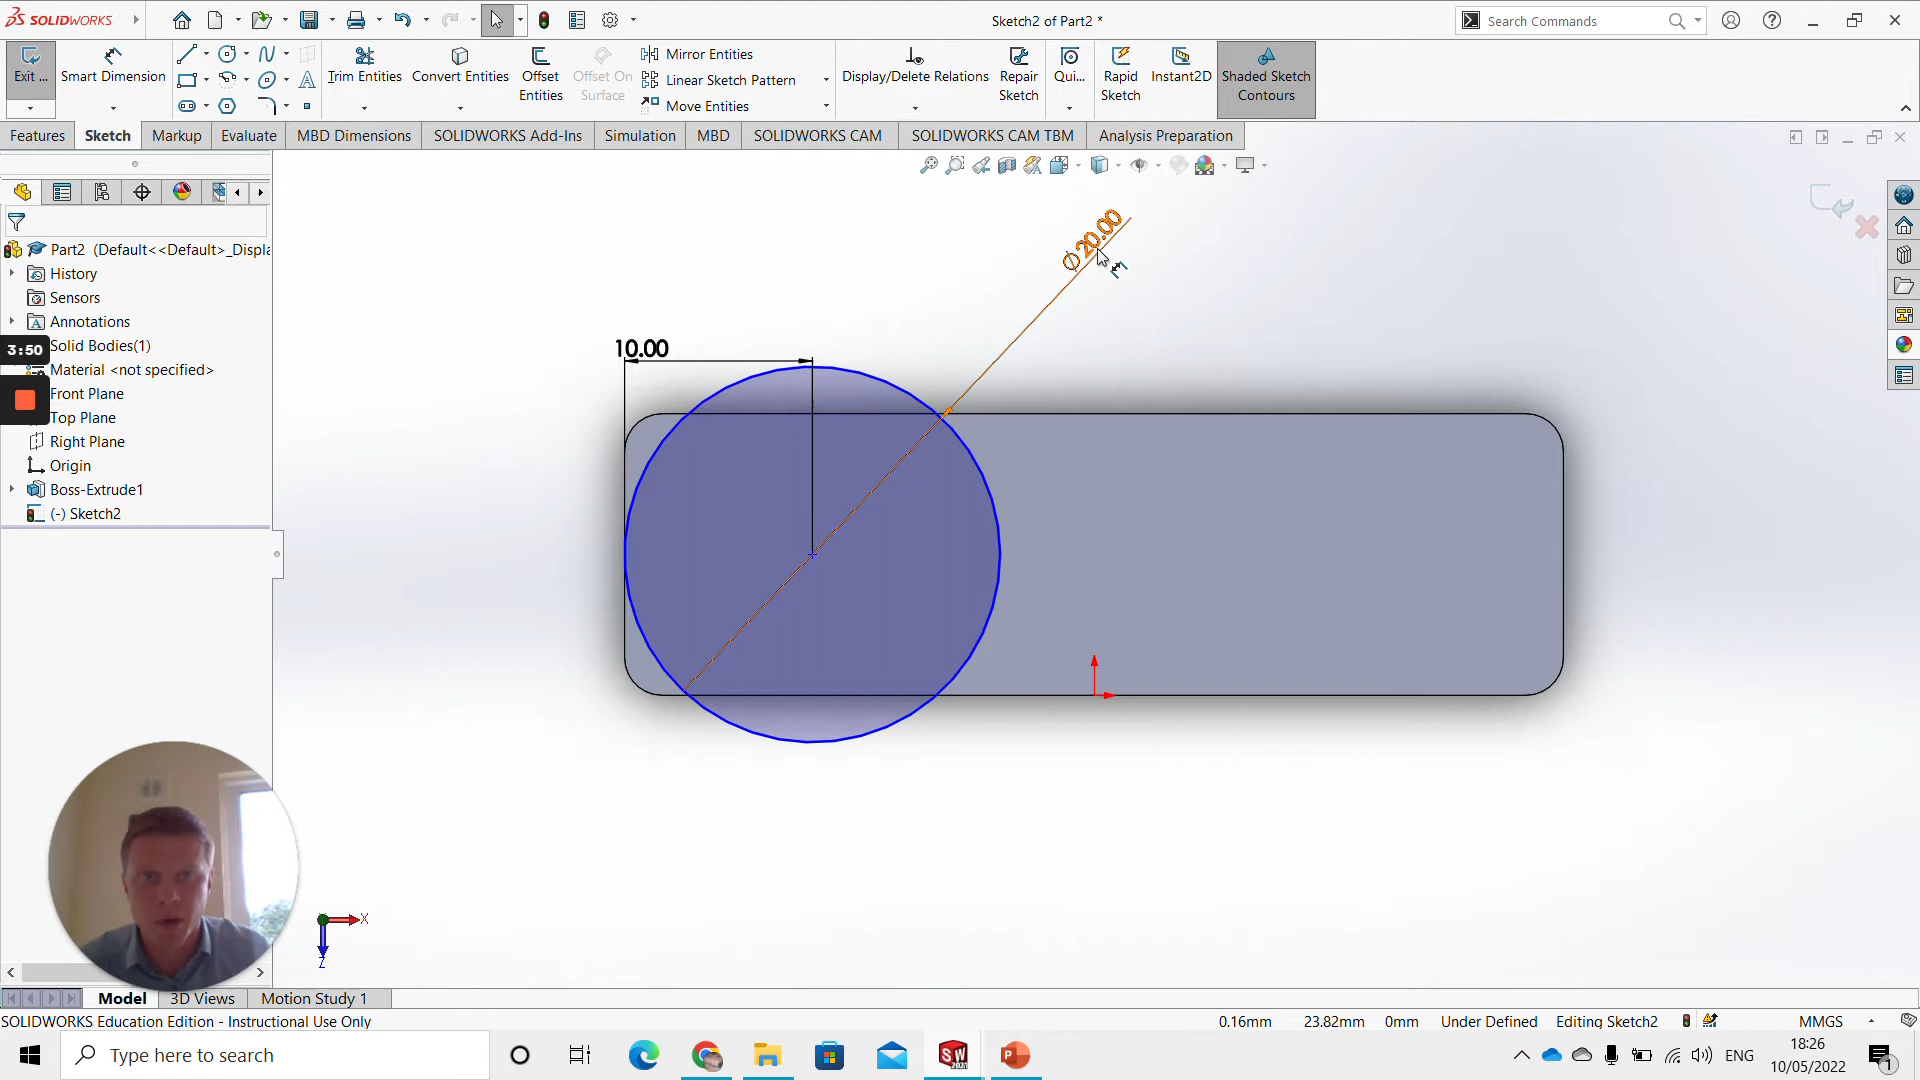 SOLIDWORKS
Sketch2 of Part2 *
Search Commands
Exit ...
Smart Dimension
Trim Entities
Convert Entities
Offset Entities
Offset On Surface
Mirror Entities
Linear Sketch Pattern
Move Entities
Display/Delete Relations
Repair Sketch
Qui...
Rapid Sketch
Instant2D
Shaded Sketch Contours
Features
Sketch
Markup
Evaluate
MBD Dimensions
SOLIDWORKS Add-Ins
Simulation
MBD
SOLIDWORKS CAM
SOLIDWORKS CAM TBM
Analysis Preparation
Part2 (Default<<Default>_Displa
History
Sensors
Annotations
3:50
Solid Bodies(1)
Material <not specified>
Front Plane
Top Plane
Right Plane
Origin
Boss-Extrude1
(-) Sketch2
∅20.00
10.00
X
Z
Model
3D Views
Motion Study 1
SOLIDWORKS Education Edition - Instructional Use Only
0.16mm
23.82mm
0mm
Under Defined
Editing Sketch2
MMGS
Type here to search
ENG
18:26
10/05/2022
1